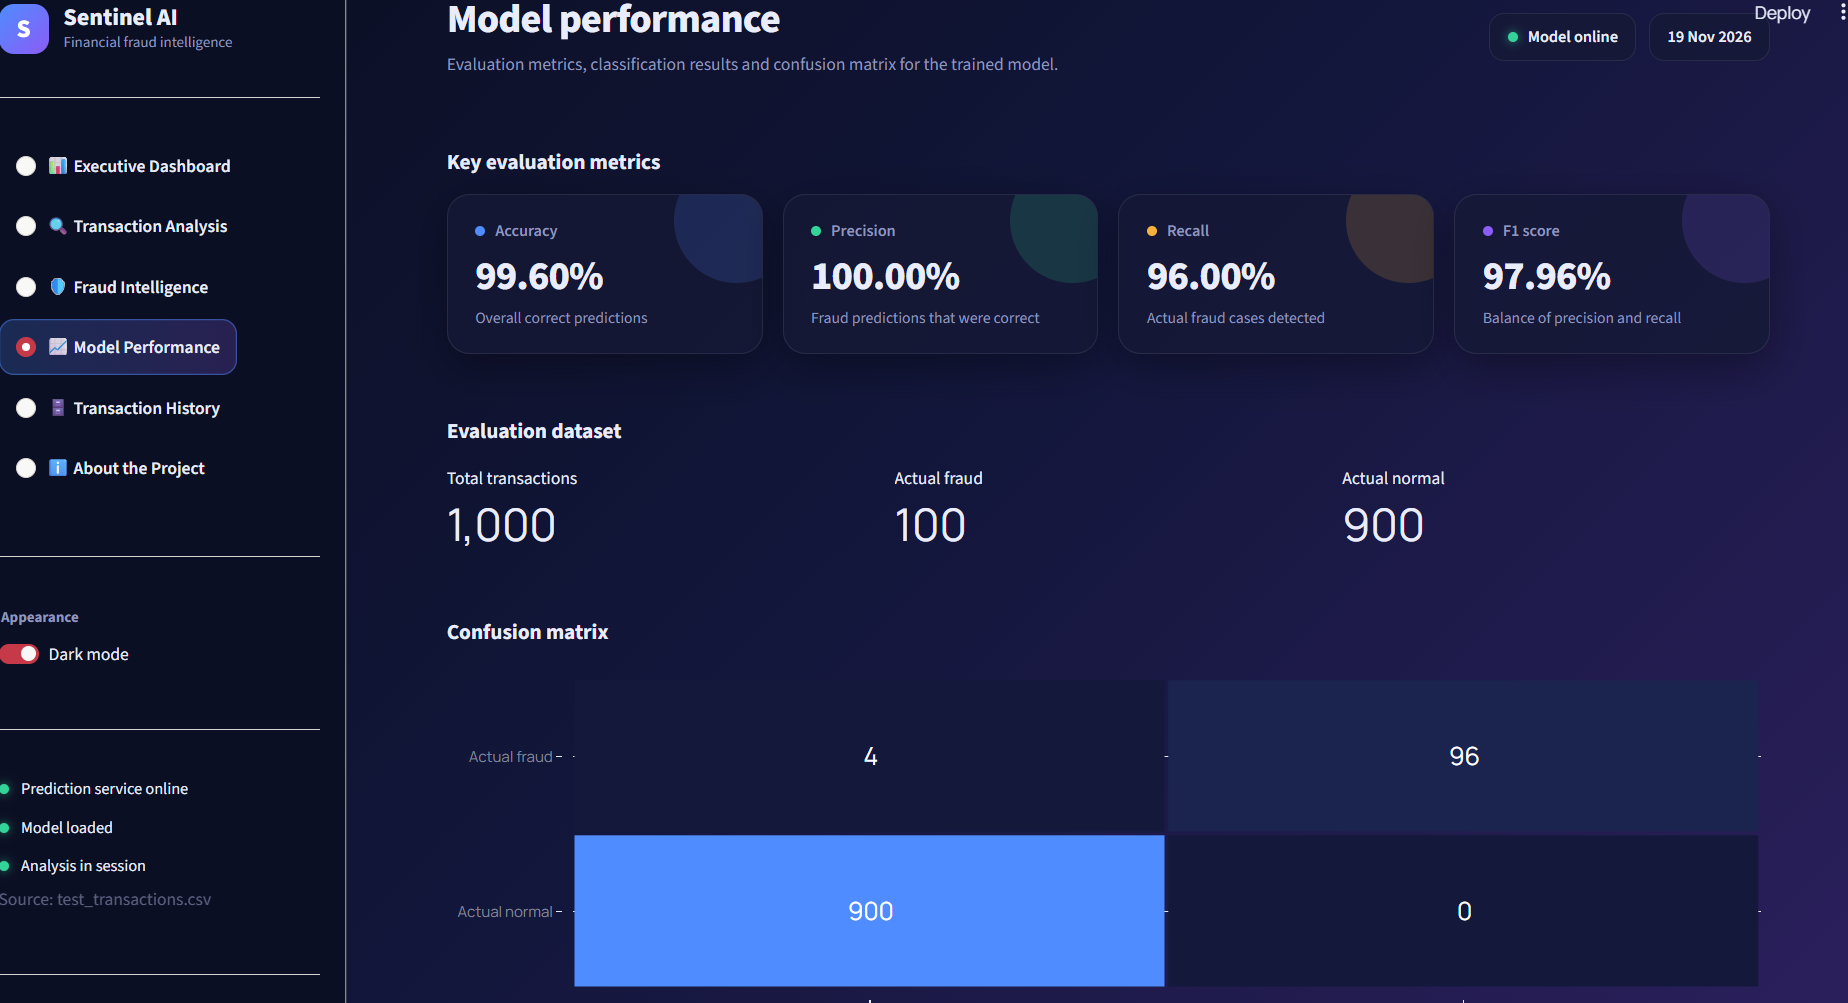 S
Sentinel AI
Financial fraud intelligence
Executive Dashboard
Transaction Analysis
Fraud Intelligence
Model Performance
Transaction History
About the Project
Appearance
Dark mode
Prediction service online
Model loaded
Analysis in session
Source: test_transactions.csv
Deploy
Model performance
Model online
19 Nov 2026
Evaluation metrics, classification results and confusion matrix for the trained model.
Key evaluation metrics
Accuracy
99.60%
Overall correct predictions
Precision
100.00%
Fraud predictions that were correct
Recall
96.00%
Actual fraud cases detected
F1 score
97.96%
Balance of precision and recall
Evaluation dataset
Total transactions
1,000
Actual fraud
100
Actual normal
900
Confusion matrix
Actual fraud
4
96
Actual normal
900
0